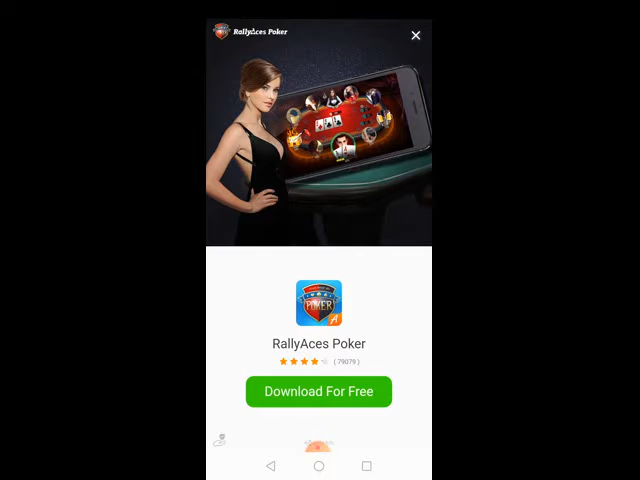 RallyAces Poker
POKER
RallyAces Poker
(79079)
Download For Free